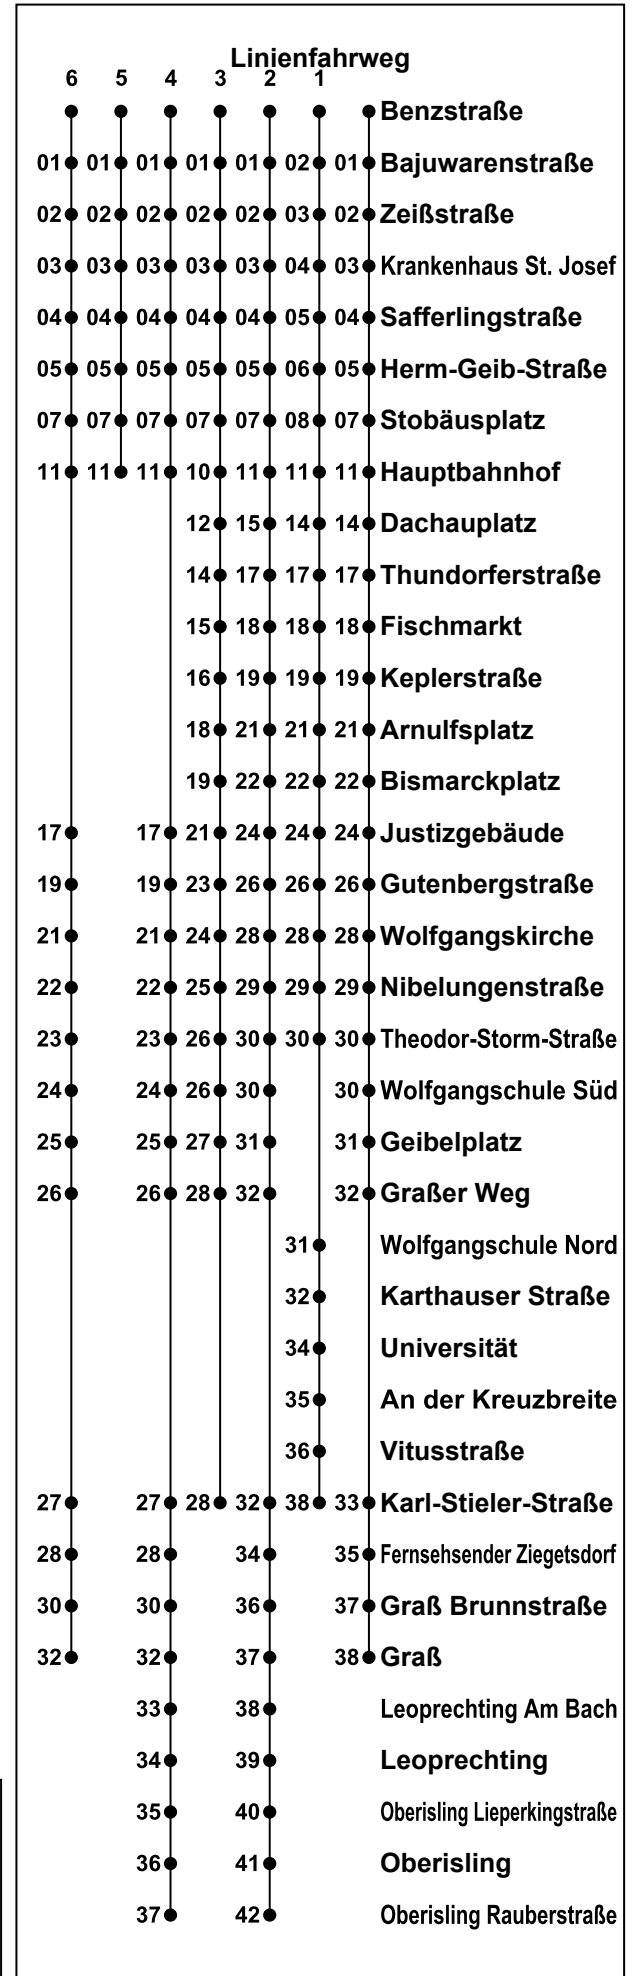 Linienfahrweg
6 5 4 3 2 1
Benzstraße
01 01 01 01 01 02 01 Bajuwarenstraße
02 02 02 02 02 03 02 Zeißstraße
03 03 03 03 03 04 03 Krankenhaus St. Josef
04 04 04 04 04 05 04 Safferlingstraße
05 05 05 05 05 06 05 Herm-Geib-Straße
07 07 07 07 07 08 07 Stobäusplatz
11 11 11 10 11 11 11 Hauptbahnhof
12 15 14 14 Dachauplatz
14 17 17 17 Thundorferstraße
15 18 18 18 Fischmarkt
16 19 19 19 Keplerstraße
18 21 21 21 Arnulfsplatz
19 22 22 22 Bismarckplatz
17 17 21 24 24 24 Justizgebäude
19 19 23 26 26 26 Gutenbergstraße
21 21 24 28 28 28 Wolfgangskirche
22 22 25 29 29 29 Nibelungenstraße
23 23 26 30 30 30 Theodor-Storm-Straße
24 24 26 30 30 Wolfgangschule Süd
25 25 27 31 31 Geibelplatz
26 26 28 32 32 Graßer Weg
31 Wolfgangschule Nord
32 Karthauser Straße
34 Universität
35 An der Kreuzbreite
36 Vitusstraße
27 27 28 32 38 33 Karl-Stieler-Straße
28 28 34 35 Fernsehsender Ziegetsdorf
30 30 36 37 Graß Brunnstraße
32 32 37 38 Graß
33 38 Leoprechting Am Bach
34 39 Leoprechting
35 40 Oberisling Lieperkingstraße
36 41 Oberisling
37 42 Oberisling Rauberstraße